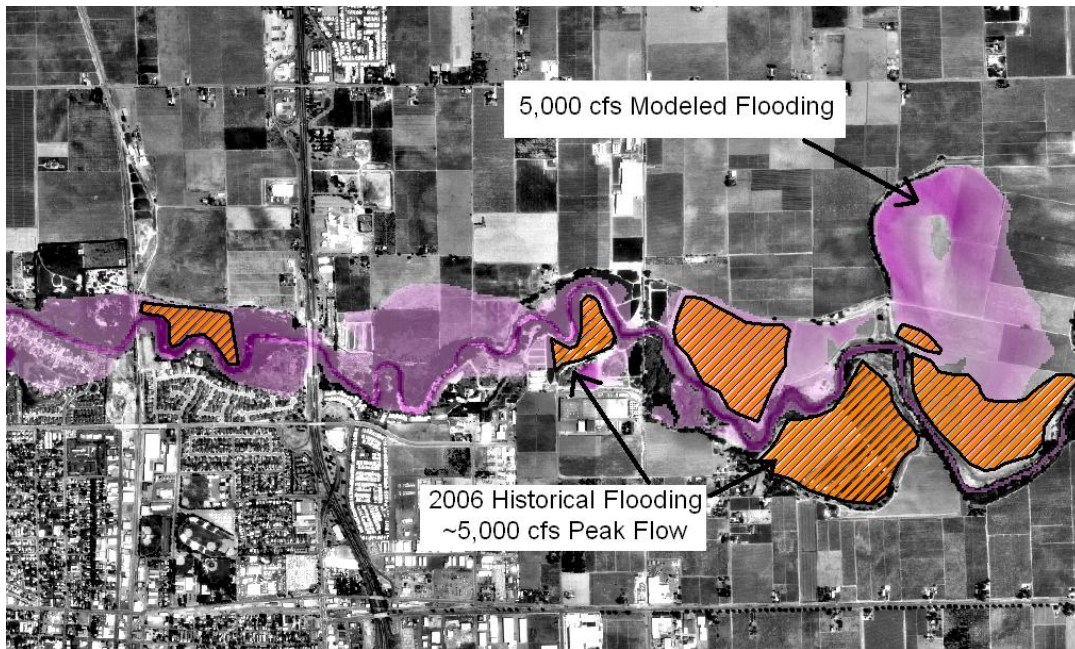 5,000 cfs Modeled Flooding
2006 Historical Flooding
~5,000 cfs Peak Flow